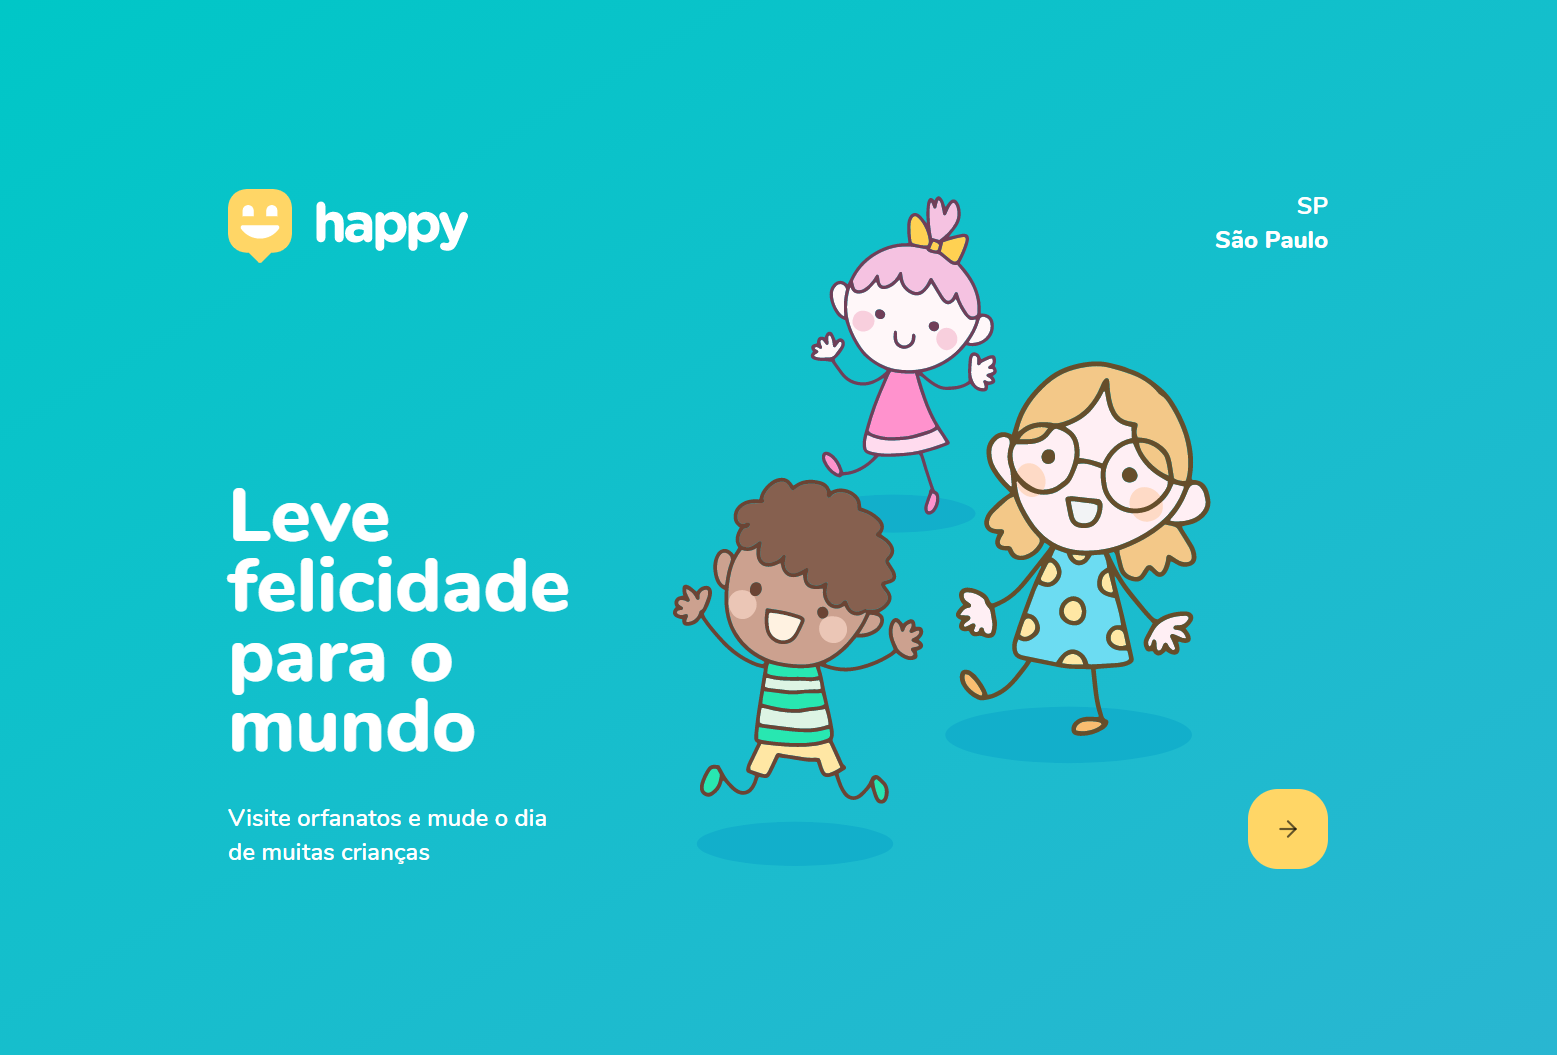 happy
SP
São Paulo
Leve
felicidade
para o
mundo
Visite orfanatos e mude o dia
de muitas crianças